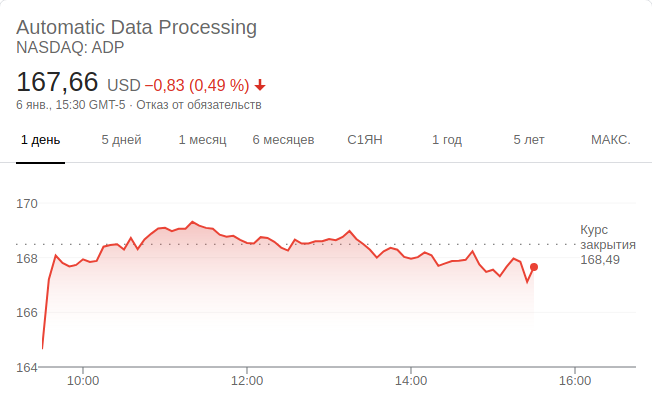 Automatic Data Processing
NASDAQ: ADP
167,66 USD −0,83 (0,49 %)
6 янв., 15:30 GMT-5 · Отказ от обязательств
1 день 5 дней 1 месяц 6 месяцев С1ЯН 1 год 5 лет МАКС.
170
Курс
закрытия
168,49
168
166
164
10:00 12:00 14:00 16:00